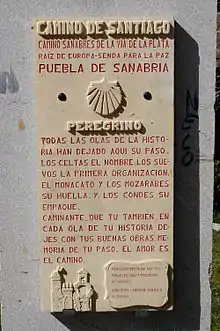 CAMINO DE SANTIAGO
CAMINO SANABRES DE LA VIA DE LA PLATA
RAIZ DE EUROPA-SENDA PARA LA PAZ
PUEBLA DE SANABRIA
PEREGRINO
TODAS LAS OLAS DE LA HISTO-
RIA, HAN DEJADO AQUI SU PASO.
LOS CELTAS EL NOMBRE, LOS SUE-
VOS LA PRIMERA ORGANIZACION,
EL MONACATO Y LOS MOZARABES
SU HUELLA, Y LOS CONDES SU
EMPAQUE.
CAMINANTE, QUE TU TAMBIEN, EN
CADA OLA DE TU HISTORIA DE-
JES CON TUS BUENAS OBRAS, ME-
MORIA DE TU PASO. EL AMOR ES
EL CAMINO.